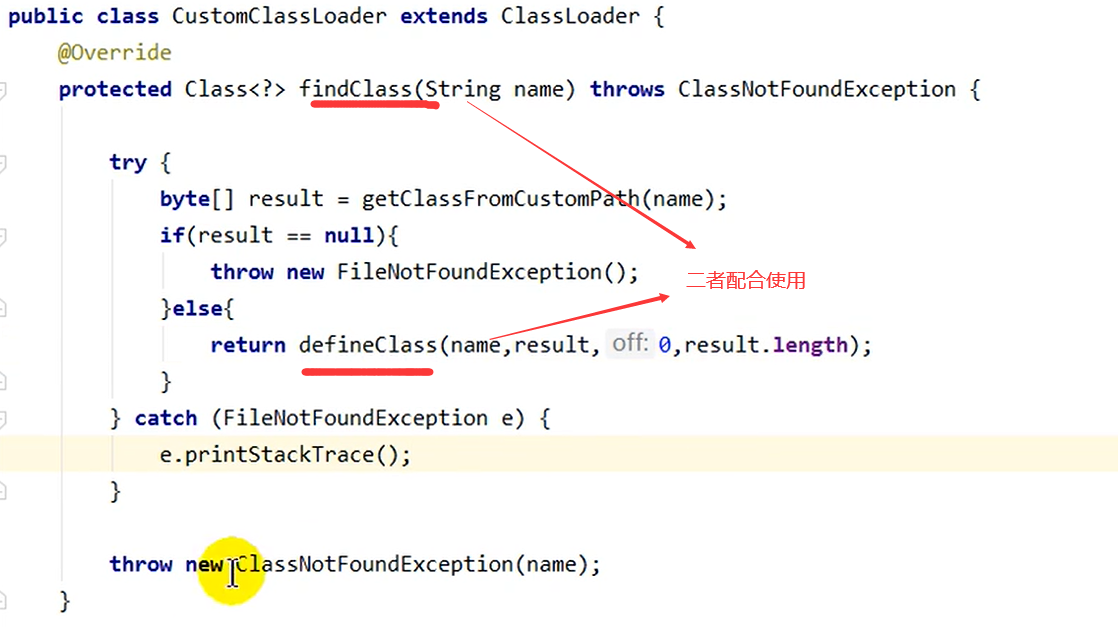 public class CustomClassLoader extends ClassLoader {
@Override
protected Class<?> findClass(String name) throws ClassNotFoundException {
try {
byte[] result = getClassFromCustomPath(name);
if(result == null){
throw new FileNotFoundException();
二者配合使用
}else{
return defineClass(name,result, off: 0,result.length);
}
} catch (FileNotFoundException e) {
e.printStackTrace();
}
throw new ClassNotFoundException(name);
}